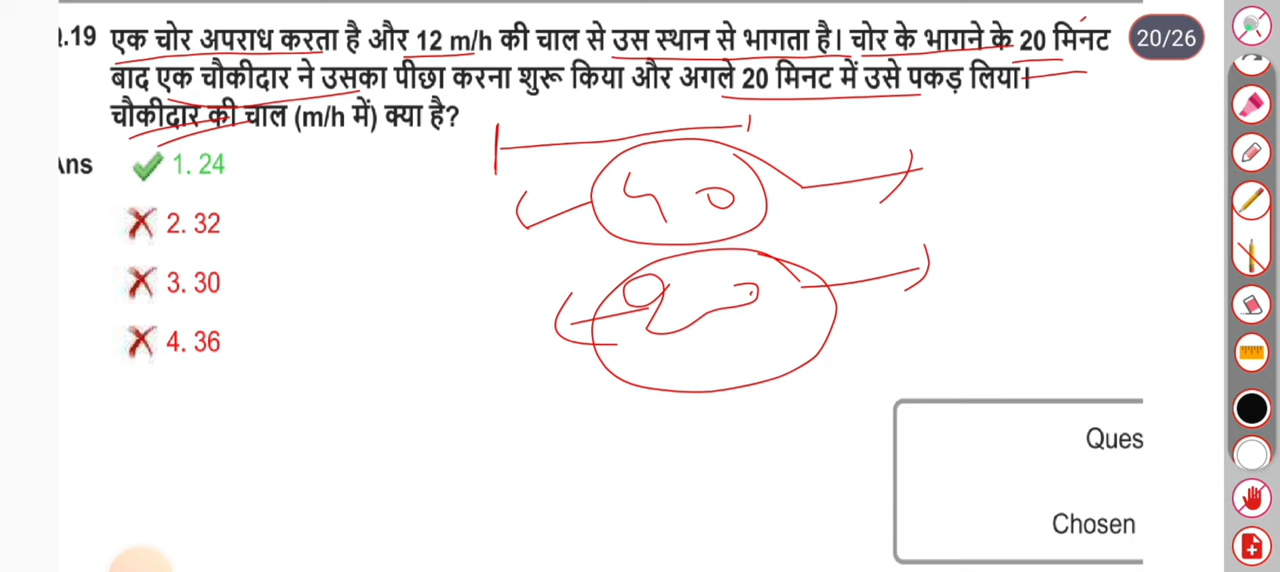 .19 एक चोर अपराध करता है और 12 m/h की चाल से उस स्थान से भागता है। चोर के भागने के 20 मिनट
बाद एक चौकीदार ने उसका पीछा करना शुरू किया और अगले 20 मिनट में उसे पकड़ लिया।
चौकीदार की चाल (m/h में) क्या है?
Ans
1. 24
2. 32
3. 30
4. 36
40
20/26
Ques
Chosen